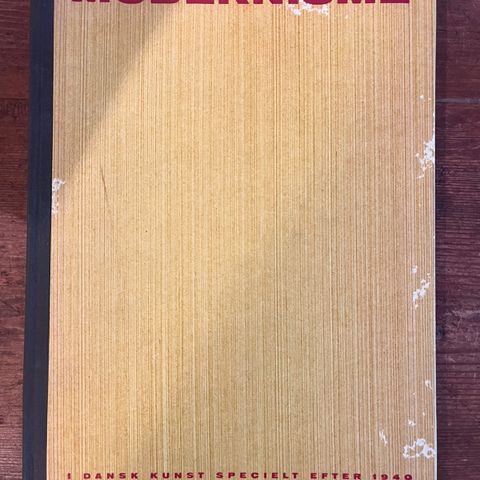 MODERNISME
I DANSK KUNST SPECIELT EFTER 1940